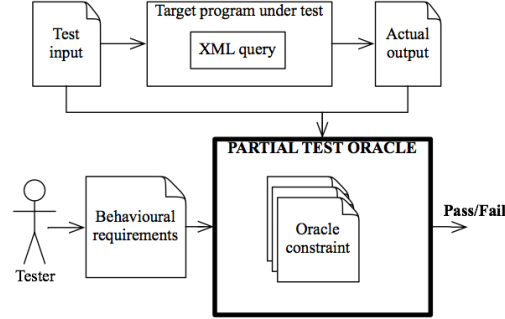 Test
input
Target program under test
XML query
Actual
output
PARTIAL TEST ORACLE
Behavioural
requirements
Oracle
constraint
Pass/Fail
Tester